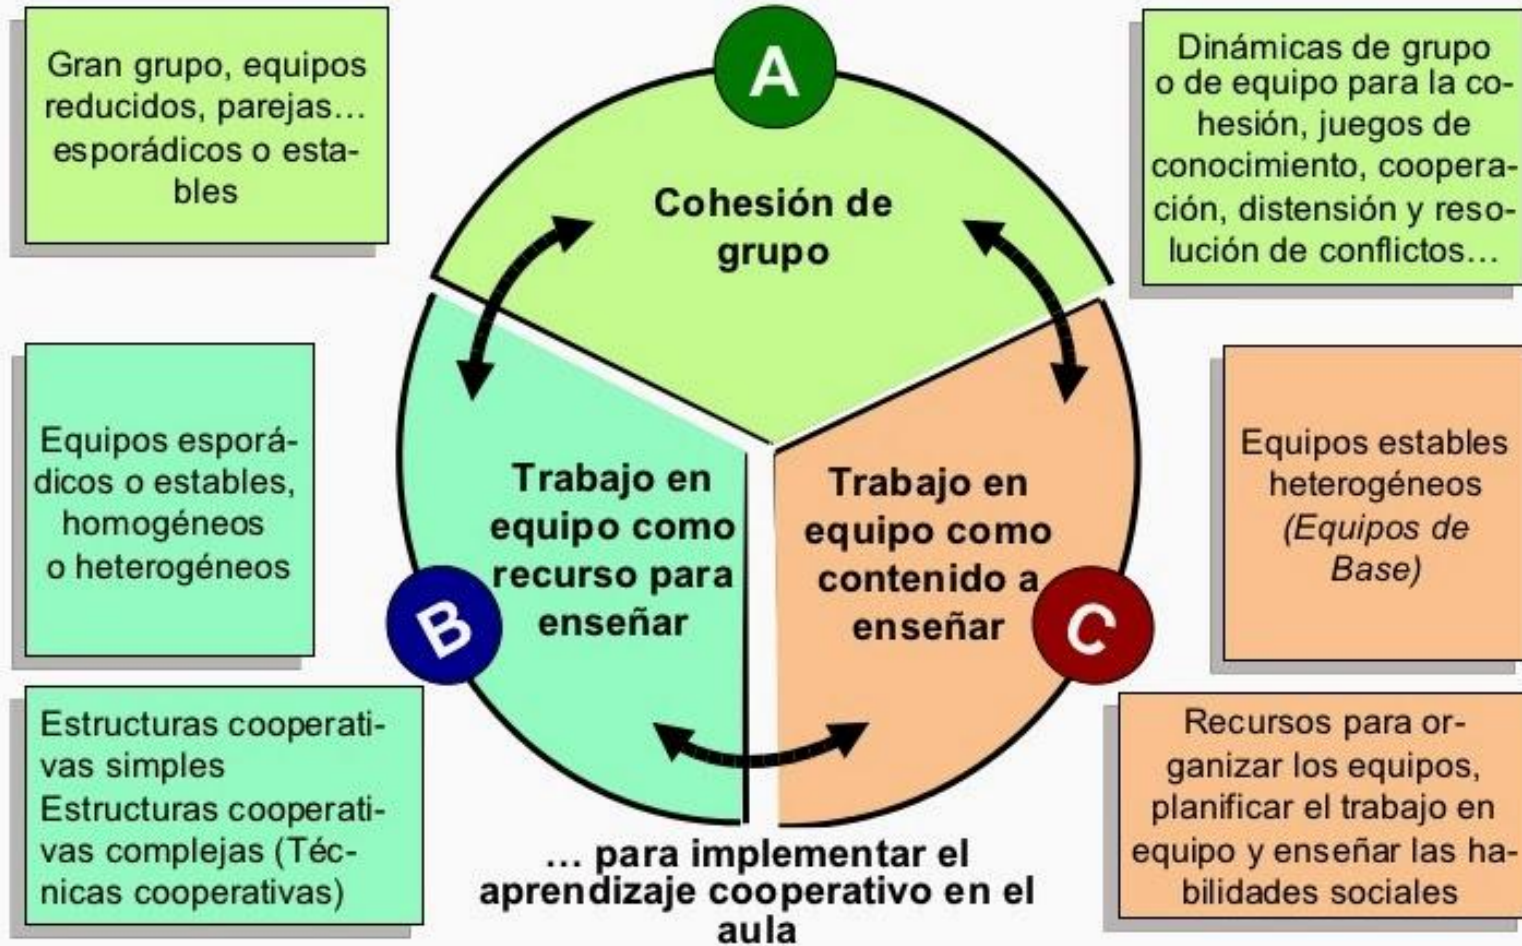 Gran grupo, equipos
reducidos, parejas…
esporádicos o esta-
bles
A
Cohesión de
grupo
Dinámicas de grupo
o de equipo para la co-
hesión, juegos de
conocimiento, coopera-
ción, distensión y reso-
lución de conflictos…
Equipos esporá-
dicos o estables,
homogéneos
o heterogéneos
B
Trabajo en
equipo como
recurso para
enseñar
Trabajo en
equipo como
contenido a
enseñar
C
Equipos estables
heterogéneos
(Equipos de
Base)
Estructuras cooperati-
vas simples
Estructuras cooperati-
vas complejas (Téc-
nicas cooperativas)
… para implementar el
aprendizaje cooperativo en el
aula
Recursos para or-
ganizar los equipos,
planificar el trabajo en
equipo y enseñar las ha-
bilidades sociales